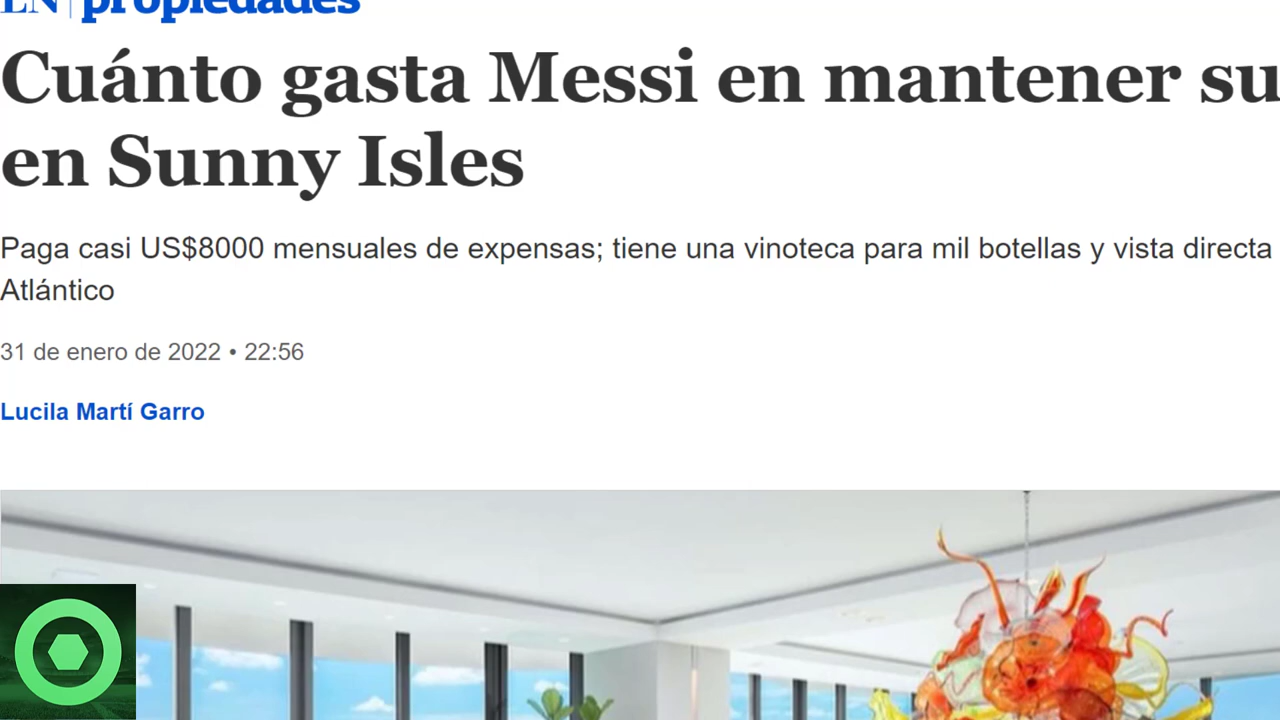 LN propiedades
Cuánto gasta Messi en mantener su
en Sunny Isles
Paga casi US$8000 mensuales de expensas; tiene una vinoteca para mil botellas y vista directa
Atlántico
31 de enero de 2022 • 22:56
Lucila Martí Garro